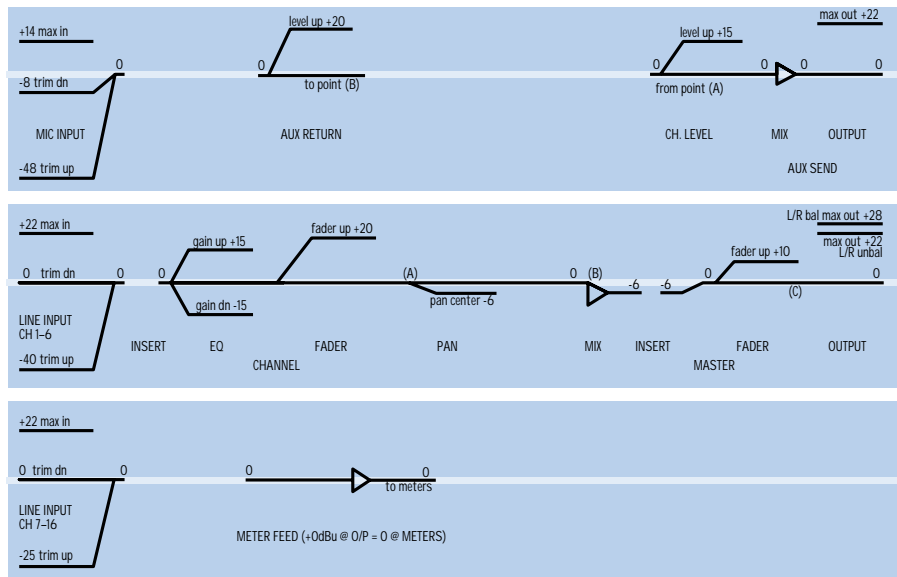 level up +20
max out +22
+14 max in
level up +15
0
0
0
0
0
0
-8 trim dn
to point (B)
from point (A)
MIC INPUT
AUX RETURN
CH. LEVEL
MIX
OUTPUT
-48 trim up
AUX SEND
L/R bal max out +28
+22 max in
fader up +20
gain up +15
max out +22
L/R unbal
fader up +10
0 trim dn
0
0
(A)
0
(B)
0
0
-6
-6
(C)
pan center -6
gain dn -15
LINE INPUT
CH 1–6
INSERT
EQ
FADER
PAN
MIX
INSERT
FADER
OUTPUT
-40 trim up
CHANNEL
MASTER
+22 max in
0 trim dn
0
0
0
to meters
LINE INPUT
CH 7–16
METER FEED (+0dBu @ O/P = 0 @ METERS)
-25 trim up